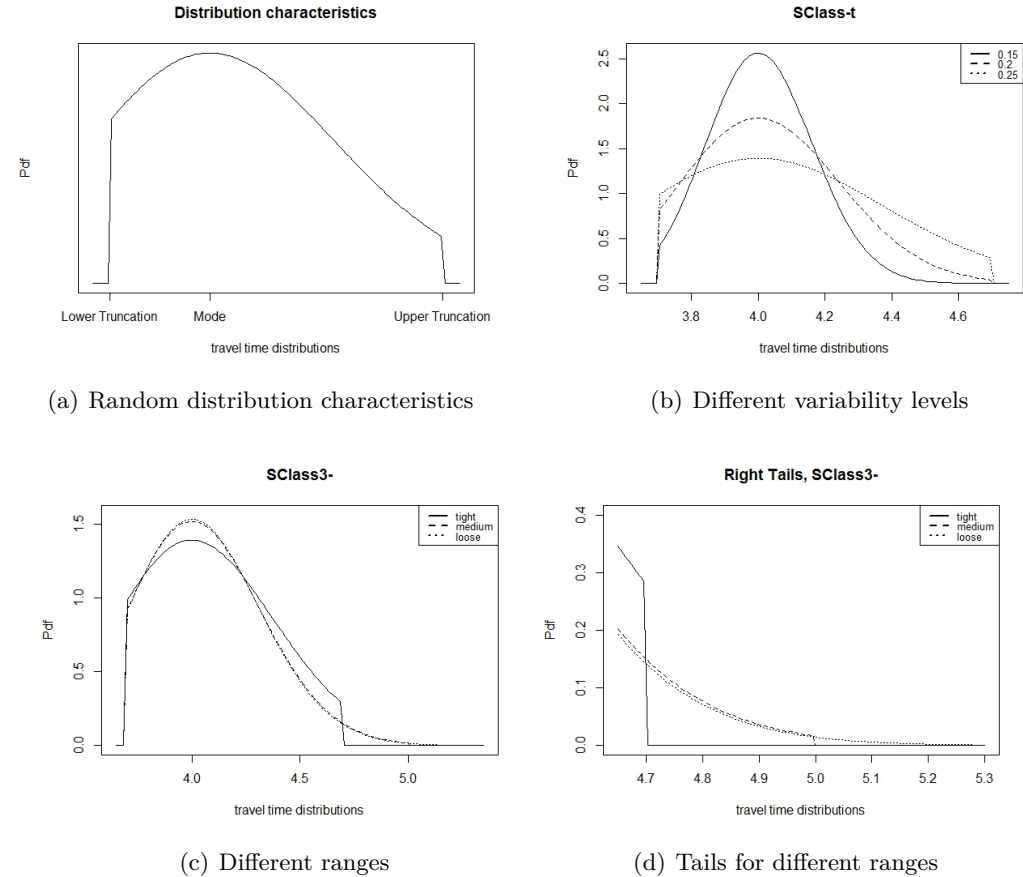 Distribution characteristics
Pdf
Lower Truncation Mode Upper Truncation
travel time distributions
(a) Random distribution characteristics
SClass-t
0.15
0.2
0.25
Pdf
2.5
2.0
1.5
1.0
0.5
0.0
3.8 4.0 4.2 4.4 4.6
travel time distributions
(b) Different variability levels
SClass3-
tight
medium
loose
Pdf
1.5
1.0
0.5
0.0
4.0 4.5 5.0
travel time distributions
(c) Different ranges
Right Tails, SClass3-
tight
medium
loose
Pdf
0.4
0.3
0.2
0.1
0.0
4.7 4.8 4.9 5.0 5.1 5.2 5.3
travel time distributions
(d) Tails for different ranges